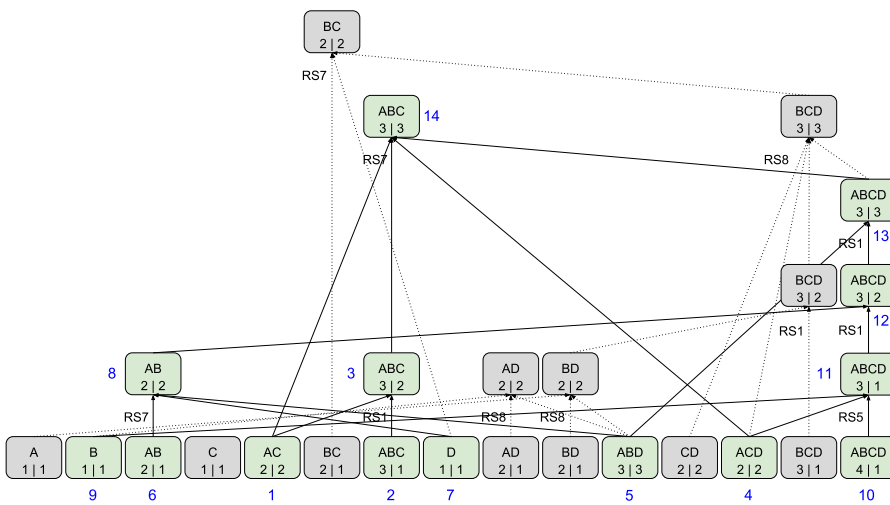 BC
2 | 2
RS7
ABC
3 | 3
14
BCD
3 | 3
RS7
RS8
ABCD
3 | 3
RS1
13
BCD
3 | 2
ABCD
3 | 2
RS1
RS1
12
8
AB
2 | 2
3
ABC
3 | 2
AD
2 | 2
BD
2 | 2
11
ABCD
3 | 1
RS7
RS1
RS8
RS8
RS5
A
1 | 1
B
1 | 1
AB
2 | 1
C
1 | 1
AC
2 | 2
BC
2 | 1
ABC
3 | 1
D
1 | 1
AD
2 | 1
BD
2 | 1
ABD
3 | 3
CD
2 | 2
ACD
2 | 2
BCD
3 | 1
ABCD
4 | 1
9
6
1
2
7
5
4
10